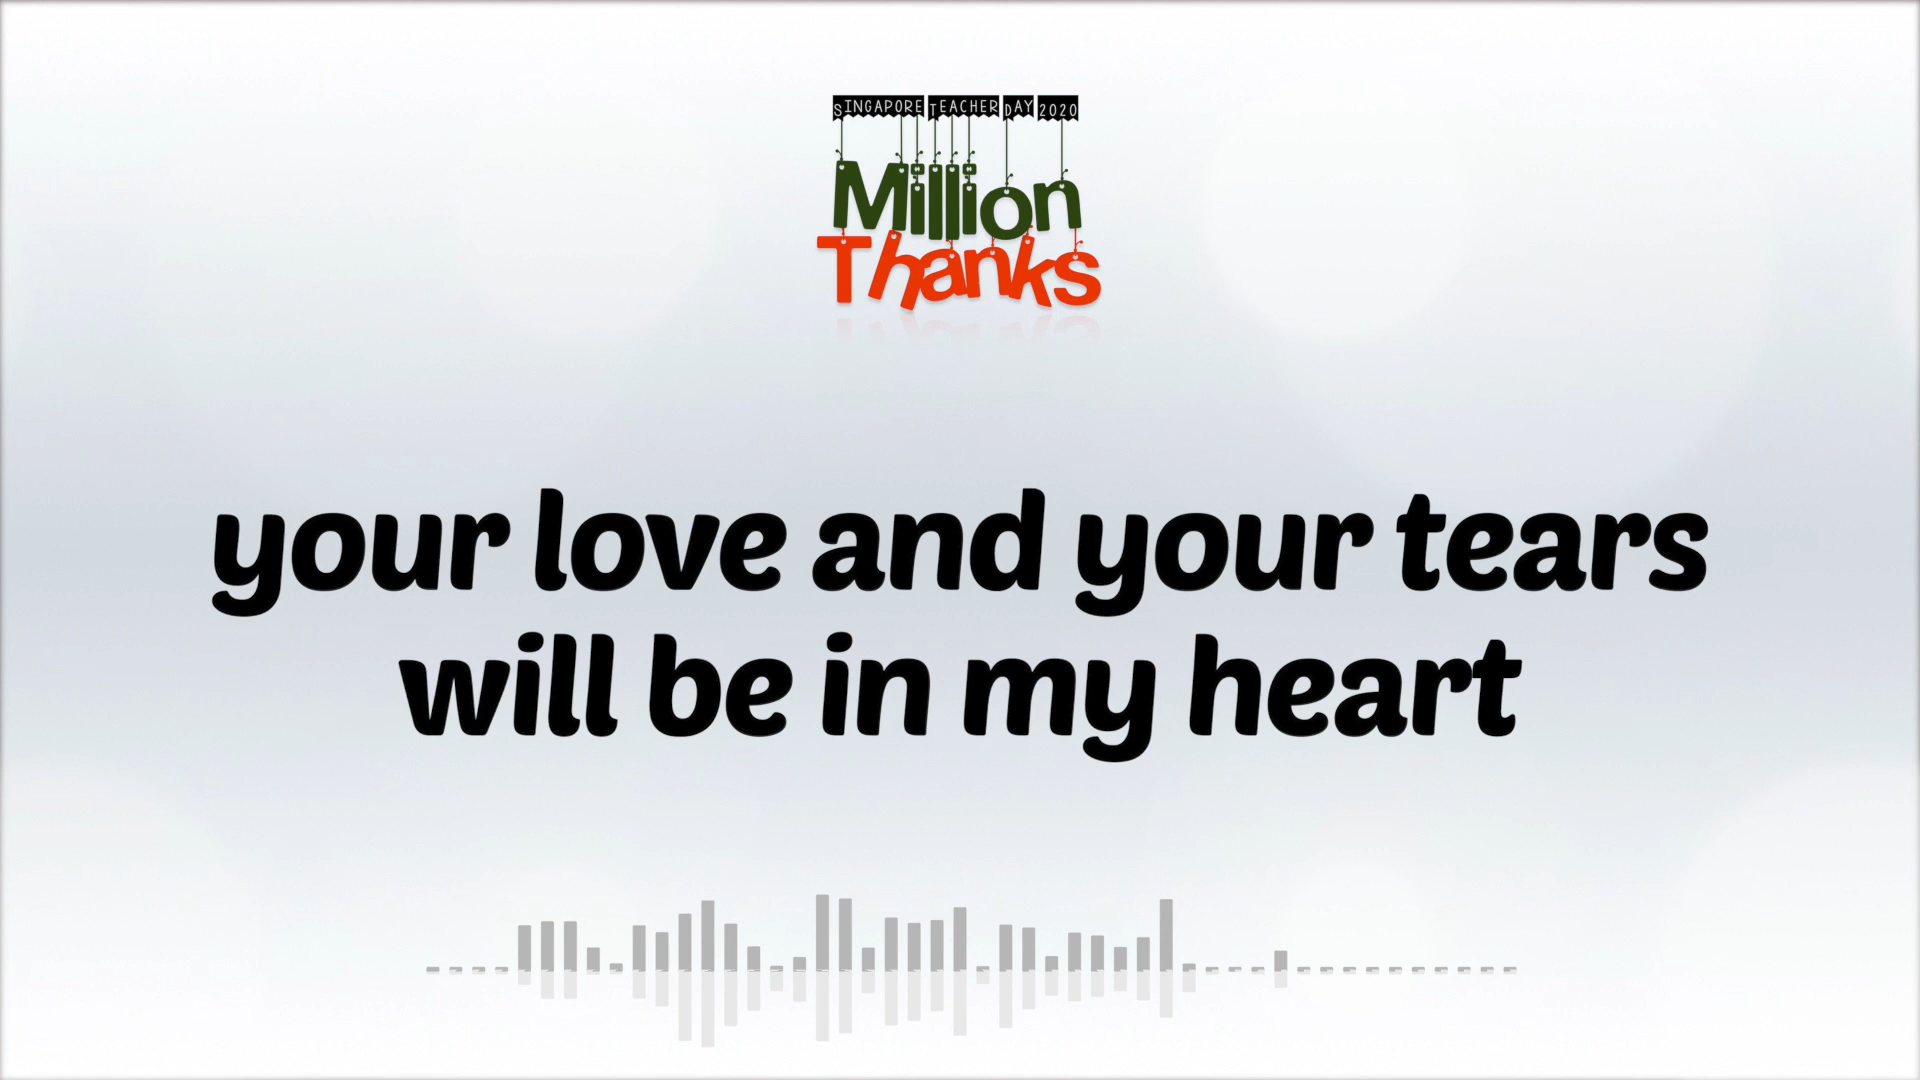 SINGAPORE TEACHER DAY 2020
Million
Thanks
your love and your tears
will be in my heart